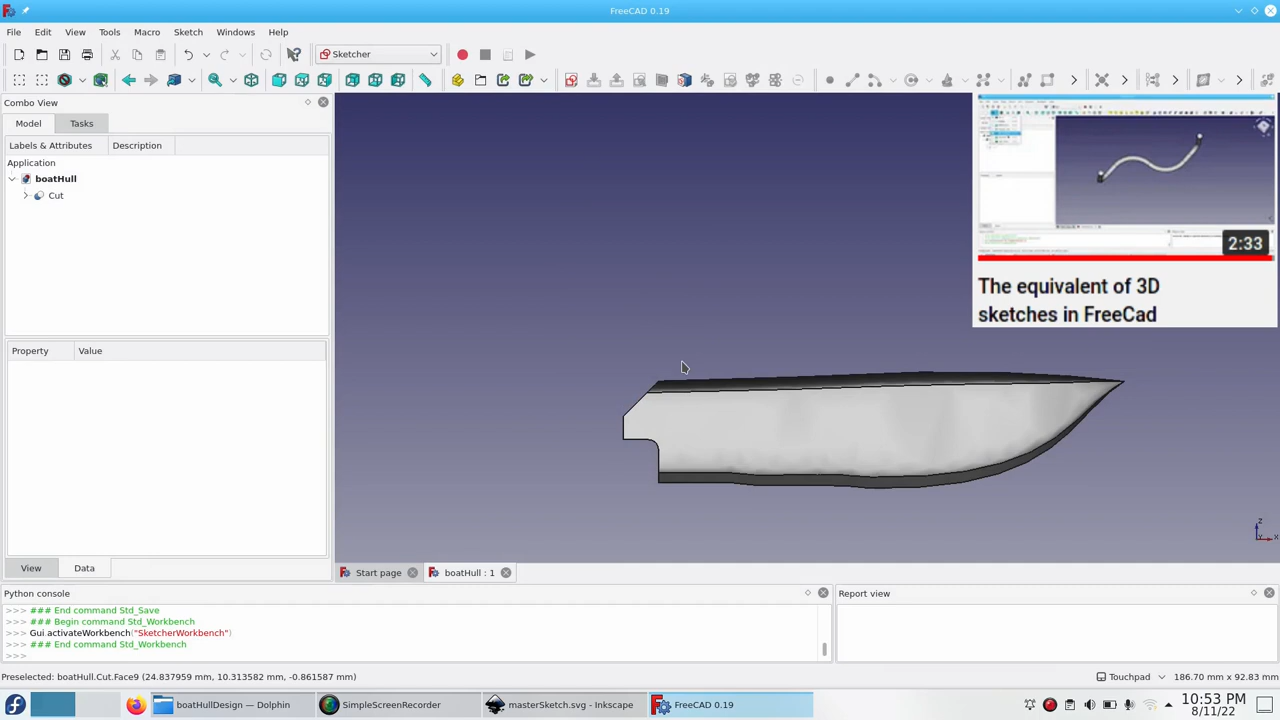 FreeCAD 0.19
File Edit View Tools Macro Sketch Windows Help
Sketcher
Combo View
Model Tasks
Labels & Attributes Description
Application
boatHull
Cut
Property Value
View Data
2:33
The equivalent of 3D
sketches in FreeCad
Z
X
Start page boatHull : 1
Python console
>>> ### End command Std_Save
>>> ### Begin command Std_Workbench
>>> Gui.activateWorkbench("SketcherWorkbench")
>>> ### End command Std_Workbench
>>>
Report view
Preselected: boatHull.Cut.Face9 (24.837959 mm, 10.313582 mm, -0.861587 mm)
Touchpad 186.70 mm x 92.83 mm
boatHullDesign — Dolphin
SimpleScreenRecorder
masterSketch.svg - Inkscape
FreeCAD 0.19
10:53 PM
8/11/22